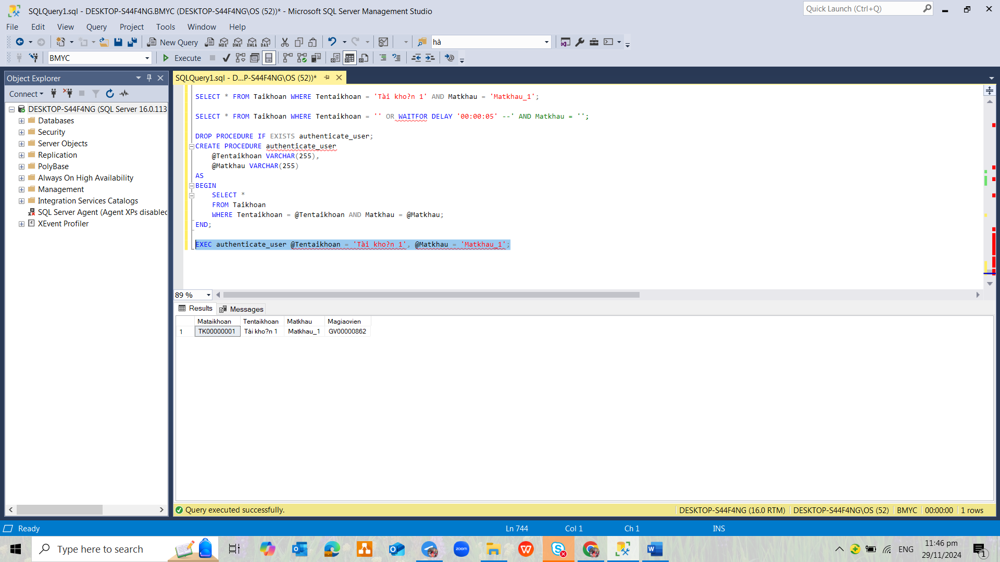 SQLQuery1.sql - DESKTOP-S44F4NG.BMYC (DESKTOP-S44F4NG\OS (52))* - Microsoft SQL Server Management Studio
Quick Launch (Ctrl+Q)
File Edit View Query Project Tools Window Help
New Query
MDX DMX XMLA DAX
hà
BMYC
Execute
Object Explorer
Connect
DESKTOP-S44F4NG (SQL Server 16.0.113
Databases
Security
Server Objects
Replication
PolyBase
Always On High Availability
Management
Integration Services Catalogs
SQL Server Agent (Agent XPs disabled
XEvent Profiler
SQLQuery1.sql - D...P-S44F4NG\OS (52))*
SELECT * FROM Taikhoan WHERE Tentaikhoan = 'Tài kho?n 1' AND Matkhau = 'Matkhau_1';
SELECT * FROM Taikhoan WHERE Tentaikhoan = '' OR WAITFOR DELAY '00:00:05' --' AND Matkhau = '';
DROP PROCEDURE IF EXISTS authenticate_user;
CREATE PROCEDURE authenticate_user
@Tentaikhoan VARCHAR(255),
@Matkhau VARCHAR(255)
AS
BEGIN
SELECT *
FROM Taikhoan
WHERE Tentaikhoan = @Tentaikhoan AND Matkhau = @Matkhau;
END;
EXEC authenticate_user @Tentaikhoan = 'Tài kho?n 1', @Matkhau = 'Matkhau_1';
89 %
Results Messages
Mataikhoan Tentaikhoan Matkhau Magiaovien
1 TK00000001 Tài kho?n 1 Matkhau_1 GV00000862
Query executed successfully.
DESKTOP-S44F4NG (16.0 RTM) DESKTOP-S44F4NG\OS (52) BMYC 00:00:00 1 rows
Ready
Ln 744 Col 1 Ch 1 INS
Type here to search
zoom
ENG
11:46 pm
29/11/2024
1